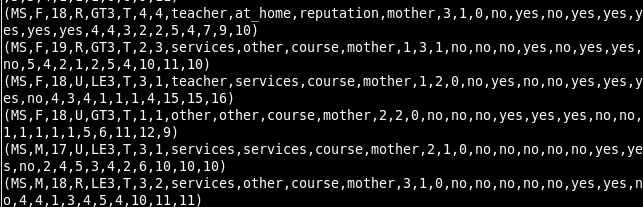 (MS,F,18,R,GT3,T,4,4,teacher,at_home,reputation,mother,3,1,0,no,yes,no,yes,yes,y
es,yes,yes,4,4,3,2,2,5,4,7,9,10)
(MS,F,19,R,GT3,T,2,3,services,other,course,mother,1,3,1,no,no,no,yes,no,yes,yes,
no,5,4,2,1,2,5,4,10,11,10)
(MS,F,18,U,LE3,T,3,1,teacher,services,course,mother,1,2,0,no,yes,no,yes,yes,yes,y
es,no,4,3,4,1,1,1,4,15,15,16)
(MS,F,18,U,GT3,T,1,1,other,other,course,mother,2,2,0,no,no,no,yes,yes,yes,no,no,
1,1,1,1,1,5,6,11,12,9)
(MS,M,17,U,LE3,T,3,1,services,services,course,mother,2,1,0,no,no,no,no,no,yes,ye
s,no,2,4,5,3,4,2,6,10,10,10)
(MS,M,18,R,LE3,T,3,2,services,other,course,mother,3,1,0,no,no,no,no,no,yes,yes,n
o,4,4,1,3,4,5,4,10,11,11)